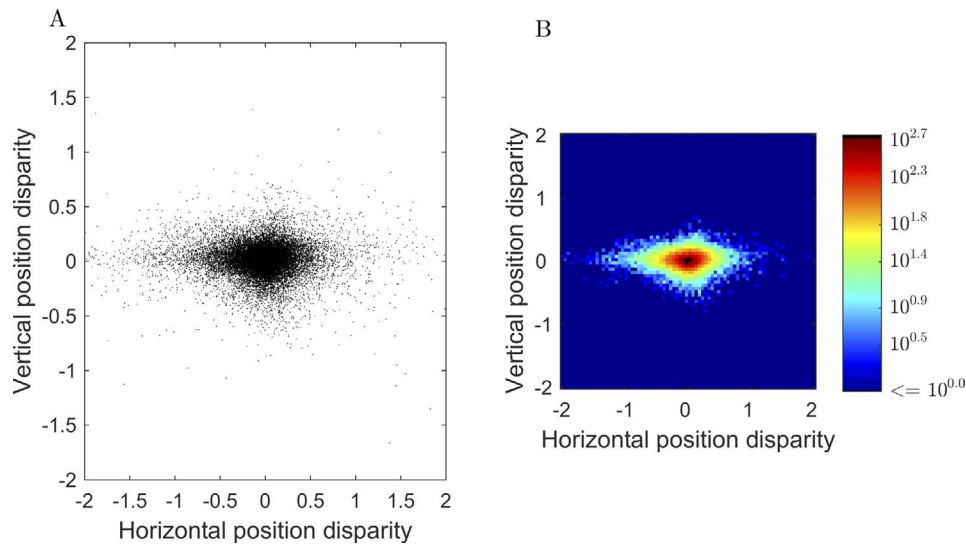 A
2
1.5
1
0.5
0
-0.5
-1
-1.5
-2
Vertical position disparity
-2 -1.5 -1 -0.5 0 0.5 1 1.5 2
Horizontal position disparity
B
2
1
0
-1
-2
Vertical position disparity
-2 -1 0 1 2
Horizontal position disparity
10^2.7
10^2.3
10^1.8
10^1.4
10^0.9
10^0.5
<= 10^0.0